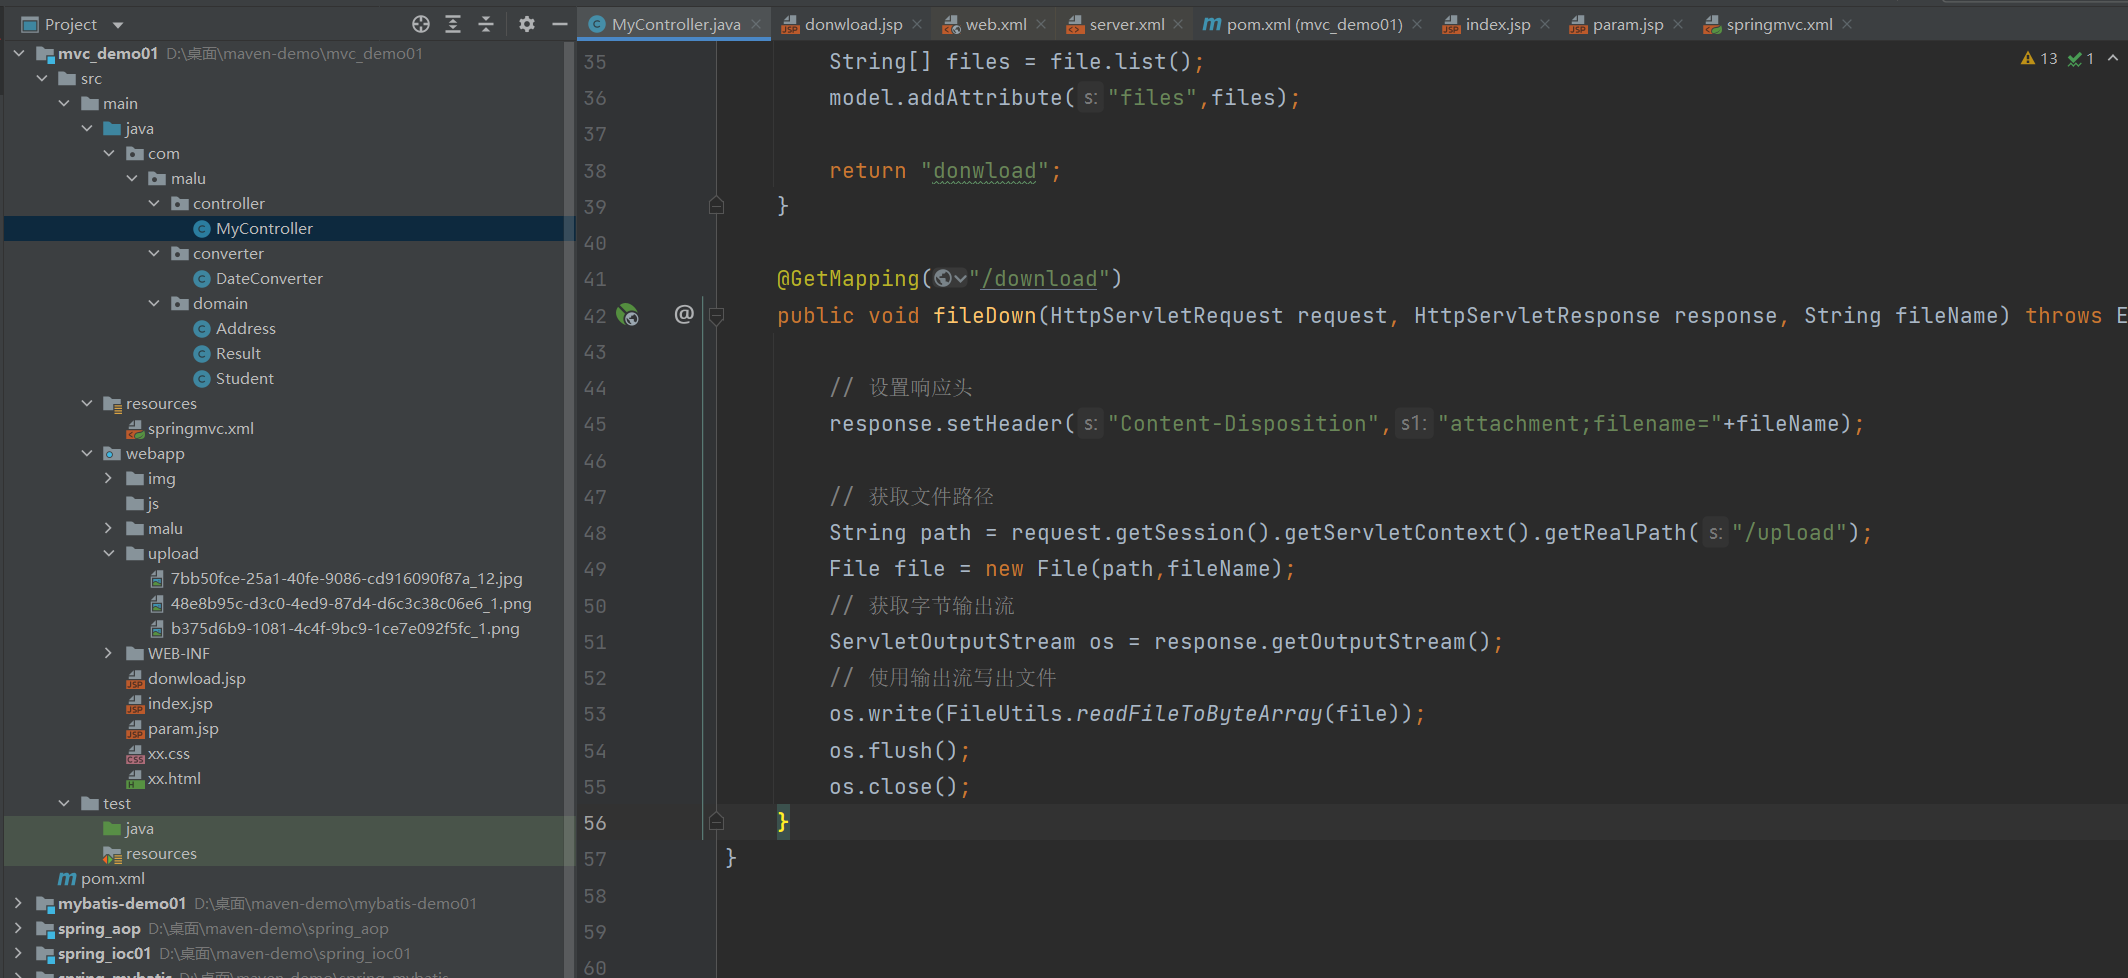 Project
MyController.java
donwload.jsp
web.xml
server.xml
pom.xml (mvc_demo01)
index.jsp
param.jsp
springmvc.xml
mvc_demo01 D:\桌面\maven-demo\mvc_demo01
src
main
java
com
malu
controller
MyController
converter
DateConverter
domain
Address
Result
Student
resources
springmvc.xml
webapp
img
js
malu
upload
7bb50fce-25a1-40fe-9086-cd916090f87a_12.jpg
48e8b95c-d3c0-4ed9-87d4-d6c3c38c06e6_1.png
b375d6b9-1081-4c4f-9bc9-1ce7e092f5fc_1.png
WEB-INF
donwload.jsp
index.jsp
param.jsp
xx.css
xx.html
test
java
resources
pom.xml
mybatis-demo01 D:\桌面\maven-demo\mybatis-demo01
spring_aop D:\桌面\maven-demo\spring_aop
spring_ioc01 D:\桌面\maven-demo\spring_ioc01
spring_mybatis D:\桌面\maven-demo\spring_mybatis
13 1
35 String[] files = file.list();
36 model.addAttribute( s: "files",files);
37
38 return "donwload";
39 }
40
41 @GetMapping("/download")
42 @ public void fileDown(HttpServletRequest request, HttpServletResponse response, String fileName) throws E
43
44 // 设置响应头
45 response.setHeader( s: "Content-Disposition", s1: "attachment;filename="+fileName);
46
47 // 获取文件路径
48 String path = request.getSession().getServletContext().getRealPath( s: "/upload");
49 File file = new File(path,fileName);
50 // 获取字节输出流
51 ServletOutputStream os = response.getOutputStream();
52 // 使用输出流写出文件
53 os.write(FileUtils.readFileToByteArray(file));
54 os.flush();
55 os.close();
56 }
57 }
58
59
60